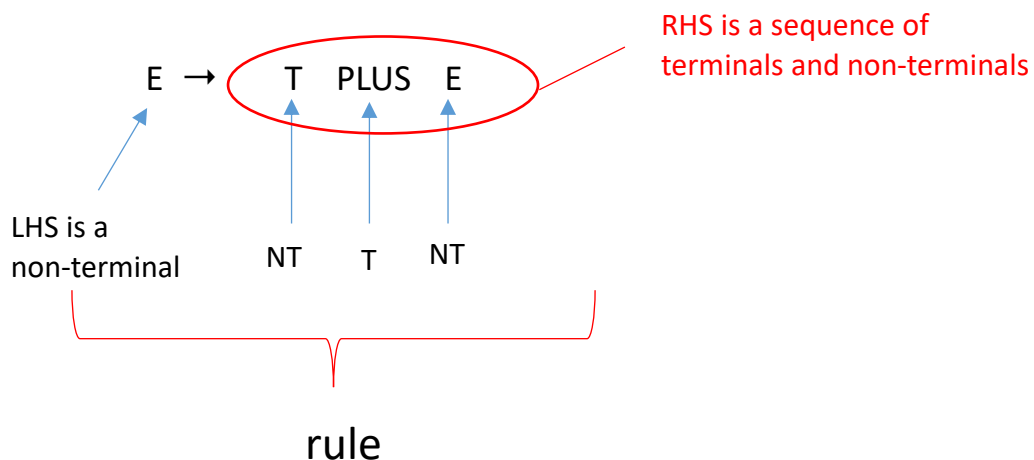 RHS is a sequence of
terminals and non-terminals
E → T PLUS E
LHS is a
non-terminal
NT T NT
rule